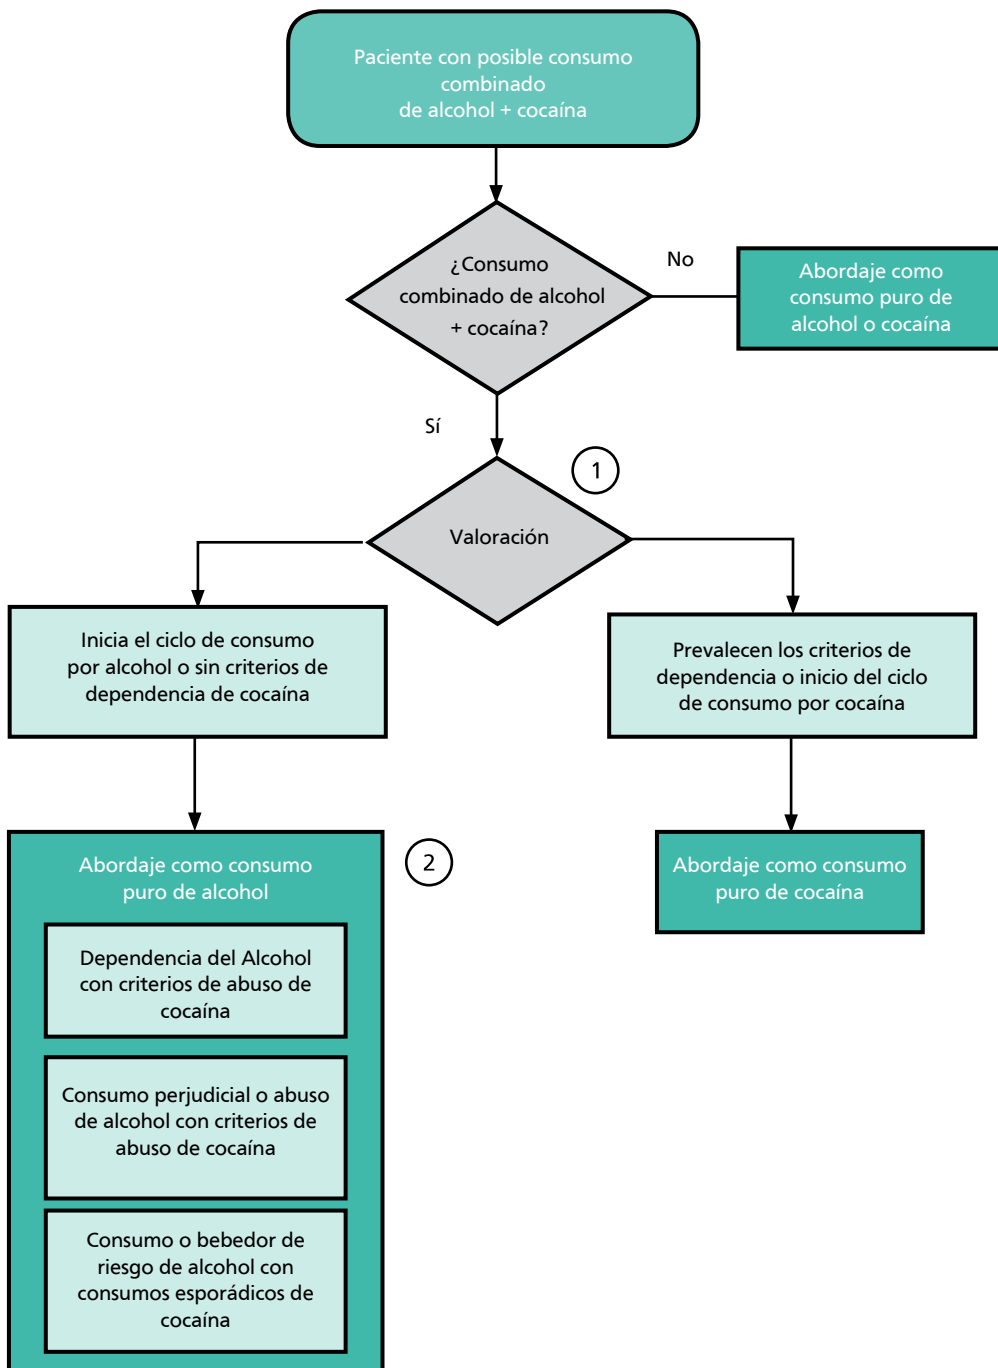 Paciente con posible consumo
combinado
de alcohol + cocaína
¿Consumo
combinado de alcohol
+ cocaína?
No
Abordaje como
consumo puro de
alcohol o cocaína
Sí
1
Valoración
Inicia el ciclo de consumo
por alcohol o sin criterios de
dependencia de cocaína
Prevalecen los criterios de
dependencia o inicio del ciclo
de consumo por cocaína
Abordaje como consumo
puro de alcohol
2
Dependencia del Alcohol
con criterios de abuso de
cocaína
Consumo perjudicial o abuso
de alcohol con criterios de
abuso de cocaína
Consumo o bebedor de
riesgo de alcohol con
consumos esporádicos de
cocaína
Abordaje como consumo
puro de cocaína